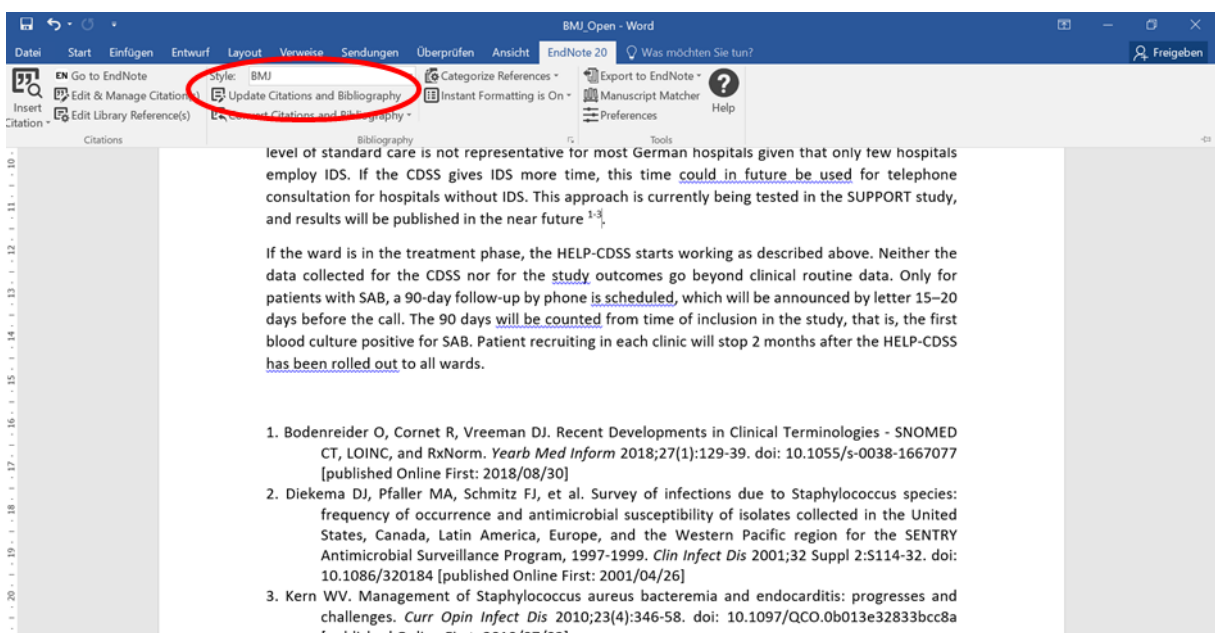 BMJ_Open - Word
Datei Start Einfügen Entwurf Layout Verweise Sendungen Überprüfen Ansicht EndNote 20 Was möchten Sie tun? Freigeben
EN Go to EndNote Style: BMJ Categorize References Export to EndNote
Edit & Manage Citation(s) Update Citations and Bibliography Instant Formatting is On Manuscript Matcher
Insert Citation Edit Library Reference(s) Convert Citations and Bibliography Preferences Help
Citations Bibliography Tools
level of standard care is not representative for most German hospitals given that only few hospitals
employ IDS. If the CDSS gives IDS more time, this time could in future be used for telephone
consultation for hospitals without IDS. This approach is currently being tested in the SUPPORT study,
and results will be published in the near future 1-3.
If the ward is in the treatment phase, the HELP-CDSS starts working as described above. Neither the
data collected for the CDSS nor for the study outcomes go beyond clinical routine data. Only for
patients with SAB, a 90-day follow-up by phone is scheduled, which will be announced by letter 15–20
days before the call. The 90 days will be counted from time of inclusion in the study, that is, the first
blood culture positive for SAB. Patient recruiting in each clinic will stop 2 months after the HELP-CDSS
has been rolled out to all wards.
1. Bodenreider O, Cornet R, Vreeman DJ. Recent Developments in Clinical Terminologies - SNOMED
CT, LOINC, and RxNorm. Yearb Med Inform 2018;27(1):129-39. doi: 10.1055/s-0038-1667077
[published Online First: 2018/08/30]
2. Diekema DJ, Pfaller MA, Schmitz FJ, et al. Survey of infections due to Staphylococcus species:
frequency of occurrence and antimicrobial susceptibility of isolates collected in the United
States, Canada, Latin America, Europe, and the Western Pacific region for the SENTRY
Antimicrobial Surveillance Program, 1997-1999. Clin Infect Dis 2001;32 Suppl 2:S114-32. doi:
10.1086/320184 [published Online First: 2001/04/26]
3. Kern WV. Management of Staphylococcus aureus bacteremia and endocarditis: progresses and
challenges. Curr Opin Infect Dis 2010;23(4):346-58. doi: 10.1097/QCO.0b013e32833bcc8a